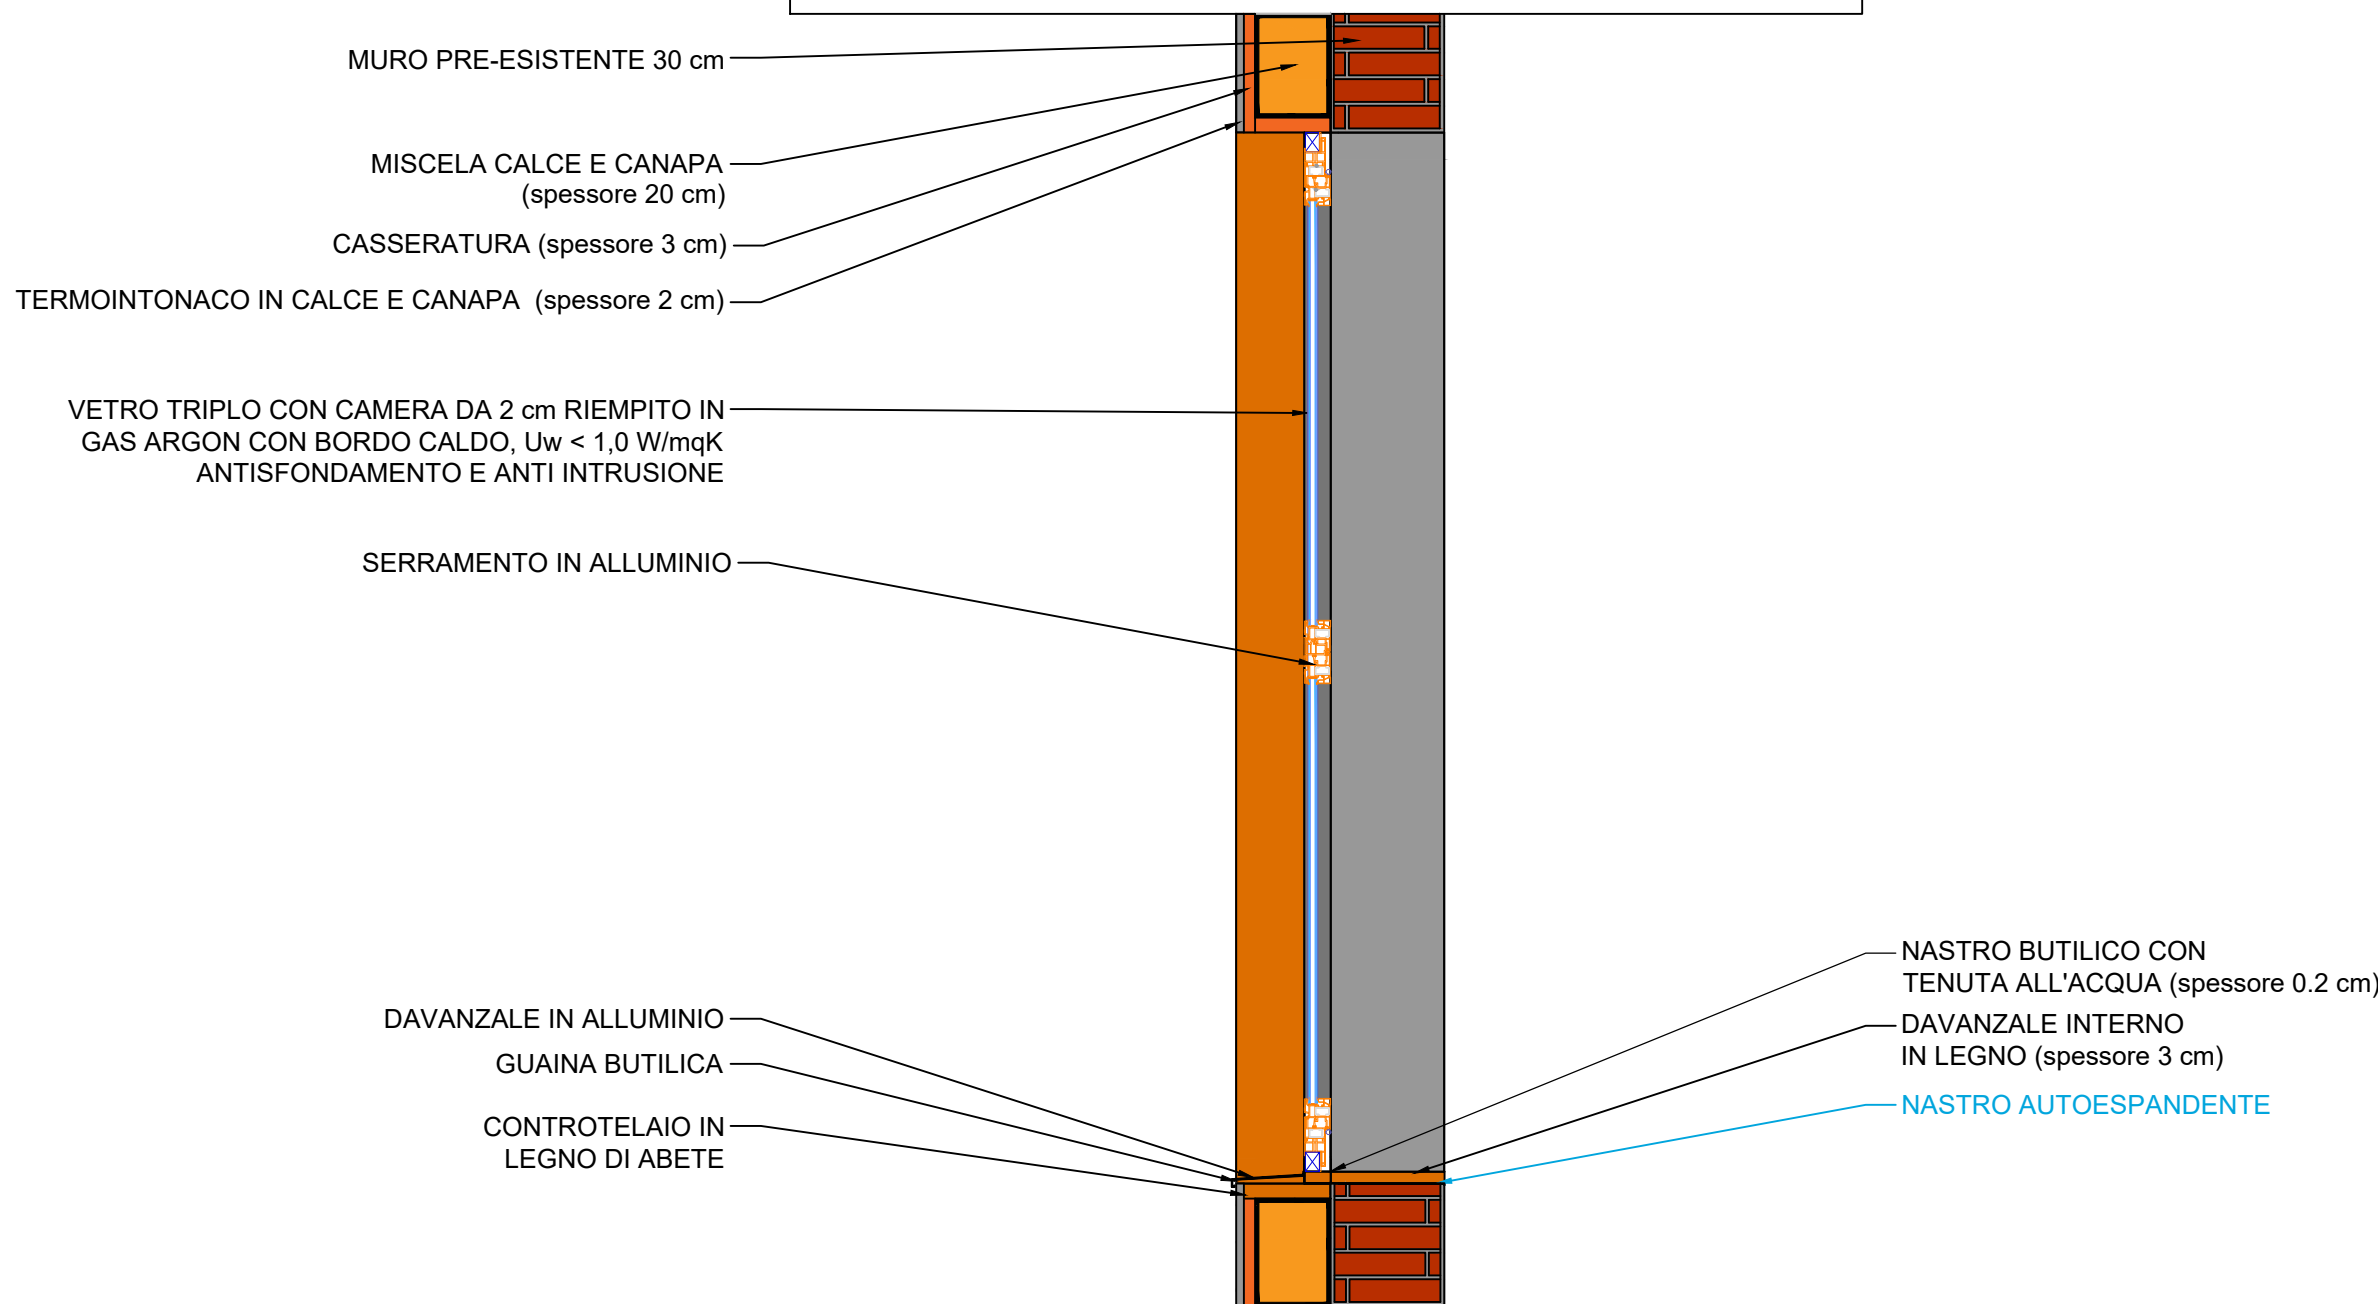 MURO PRE-ESISTENTE 30 cm
MISCELA CALCE E CANAPA
(spessore 20 cm)
CASSERATURA (spessore 3 cm)
TERMOINTONACO IN CALCE E CANAPA (spessore 2 cm)
VETRO TRIPLO CON CAMERA DA 2 cm RIEMPITO IN
GAS ARGON CON BORDO CALDO, Uw < 1,0 W/mqK
ANTISFONDAMENTO E ANTI INTRUSIONE
SERRAMENTO IN ALLUMINIO
DAVANZALE IN ALLUMINIO
GUAINA BUTILICA
CONTROTELAIO IN
LEGNO DI ABETE
NASTRO BUTILICO CON
TENUTA ALL'ACQUA (spessore 0.2 cm)
DAVANZALE INTERNO
IN LEGNO (spessore 3 cm)
NASTRO AUTOESPANDENTE